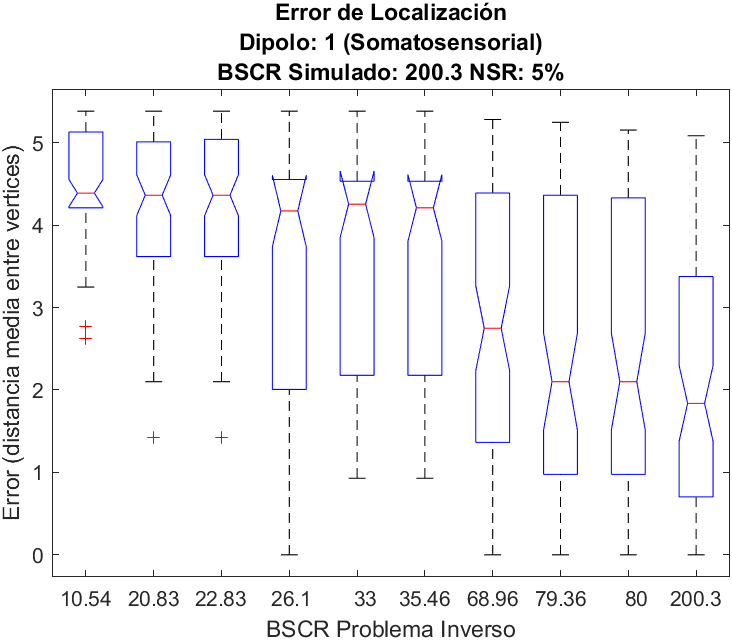 Error de Localización
Dipolo: 1 (Somatosensorial)
BSCR Simulado: 200.3 NSR: 5%
Error (distancia media entre vertices)
5
4
3
2
1
0
10.54 20.83 22.83 26.1 33 35.46 68.96 79.36 80 200.3
BSCR Problema Inverso